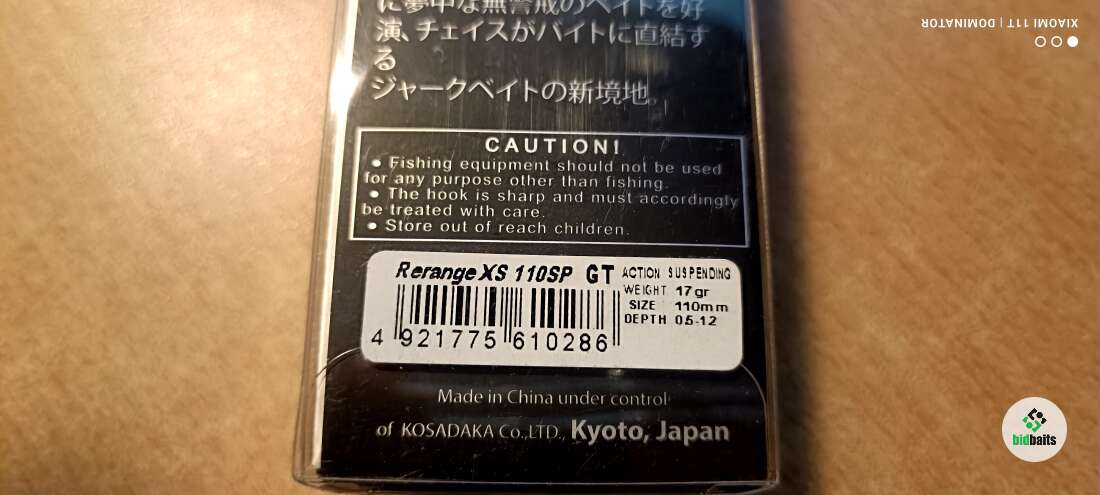 に夢中な無警戒のベイトを好
演、チェイスがバイトに直結す
る
ジャークベイトの新境地。
CAUTION!
• Fishing equipment should not be used
for any purpose other than fishing.
• The hook is sharp and must accordingly
be treated with care.
• Store out of reach children.
Rerange XS 110SP GT
ACTION SUSPENDING
WEIGHT 17gr
SIZE 110mm
DEPTH 0.5-1.2
4 921775 610286
Made in China under control
of KOSADAKA Co.,LTD., Kyoto, Japan
XIAOMI 11T | DOMINATOR
bidbaits